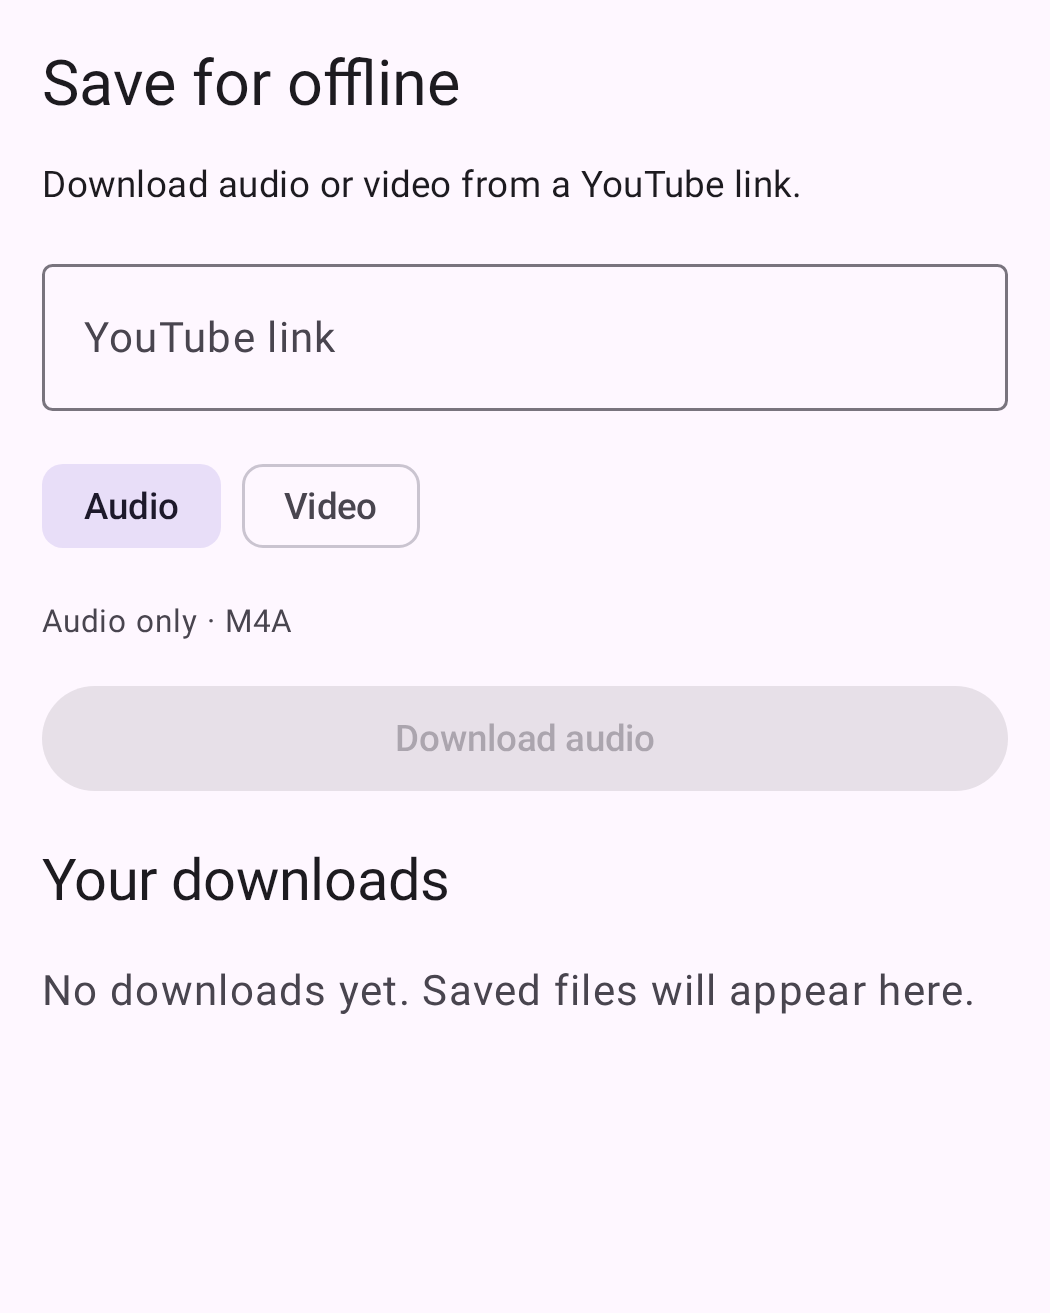 Save for offline
Download audio or video from a YouTube link.
YouTube link
Audio Video
Audio only · M4A
Download audio
Your downloads
No downloads yet. Saved files will appear here.